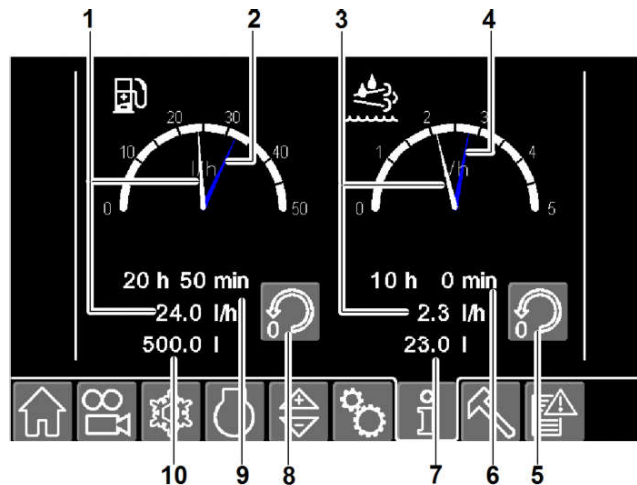 1 2 3 4
20 30 2 3
10 40 1 4
l/h /h
0 50 0 5
20 h 50 min 10 h 0 min
24.0 l/h 2.3 l/h
0 0
500.0 l 23.0 l
10 9 8 7 6 5